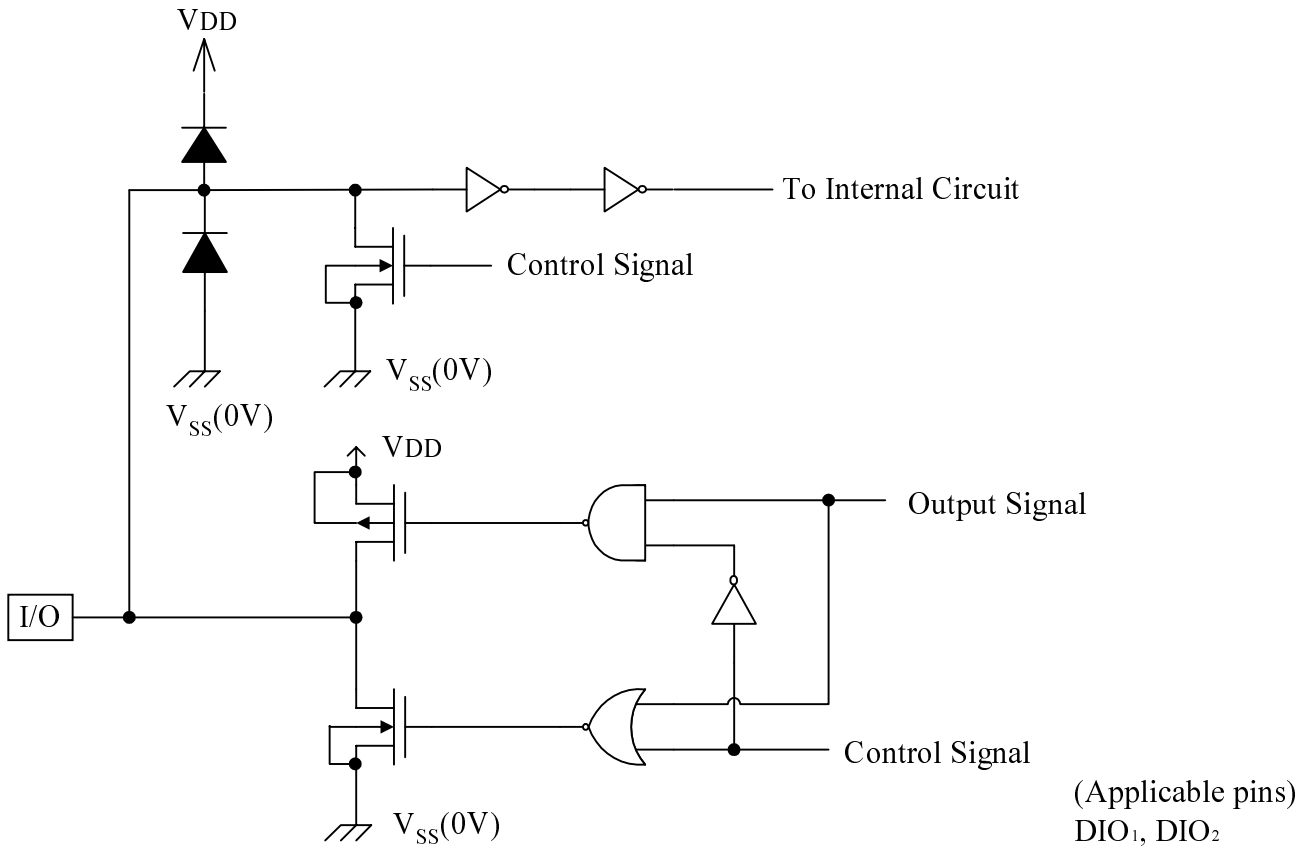 VDD
To Internal Circuit
Control Signal
VSS(0V)
VSS(0V)
VDD
Output Signal
I/O
Control Signal
VSS(0V)
(Applicable pins)
DIO1, DIO2